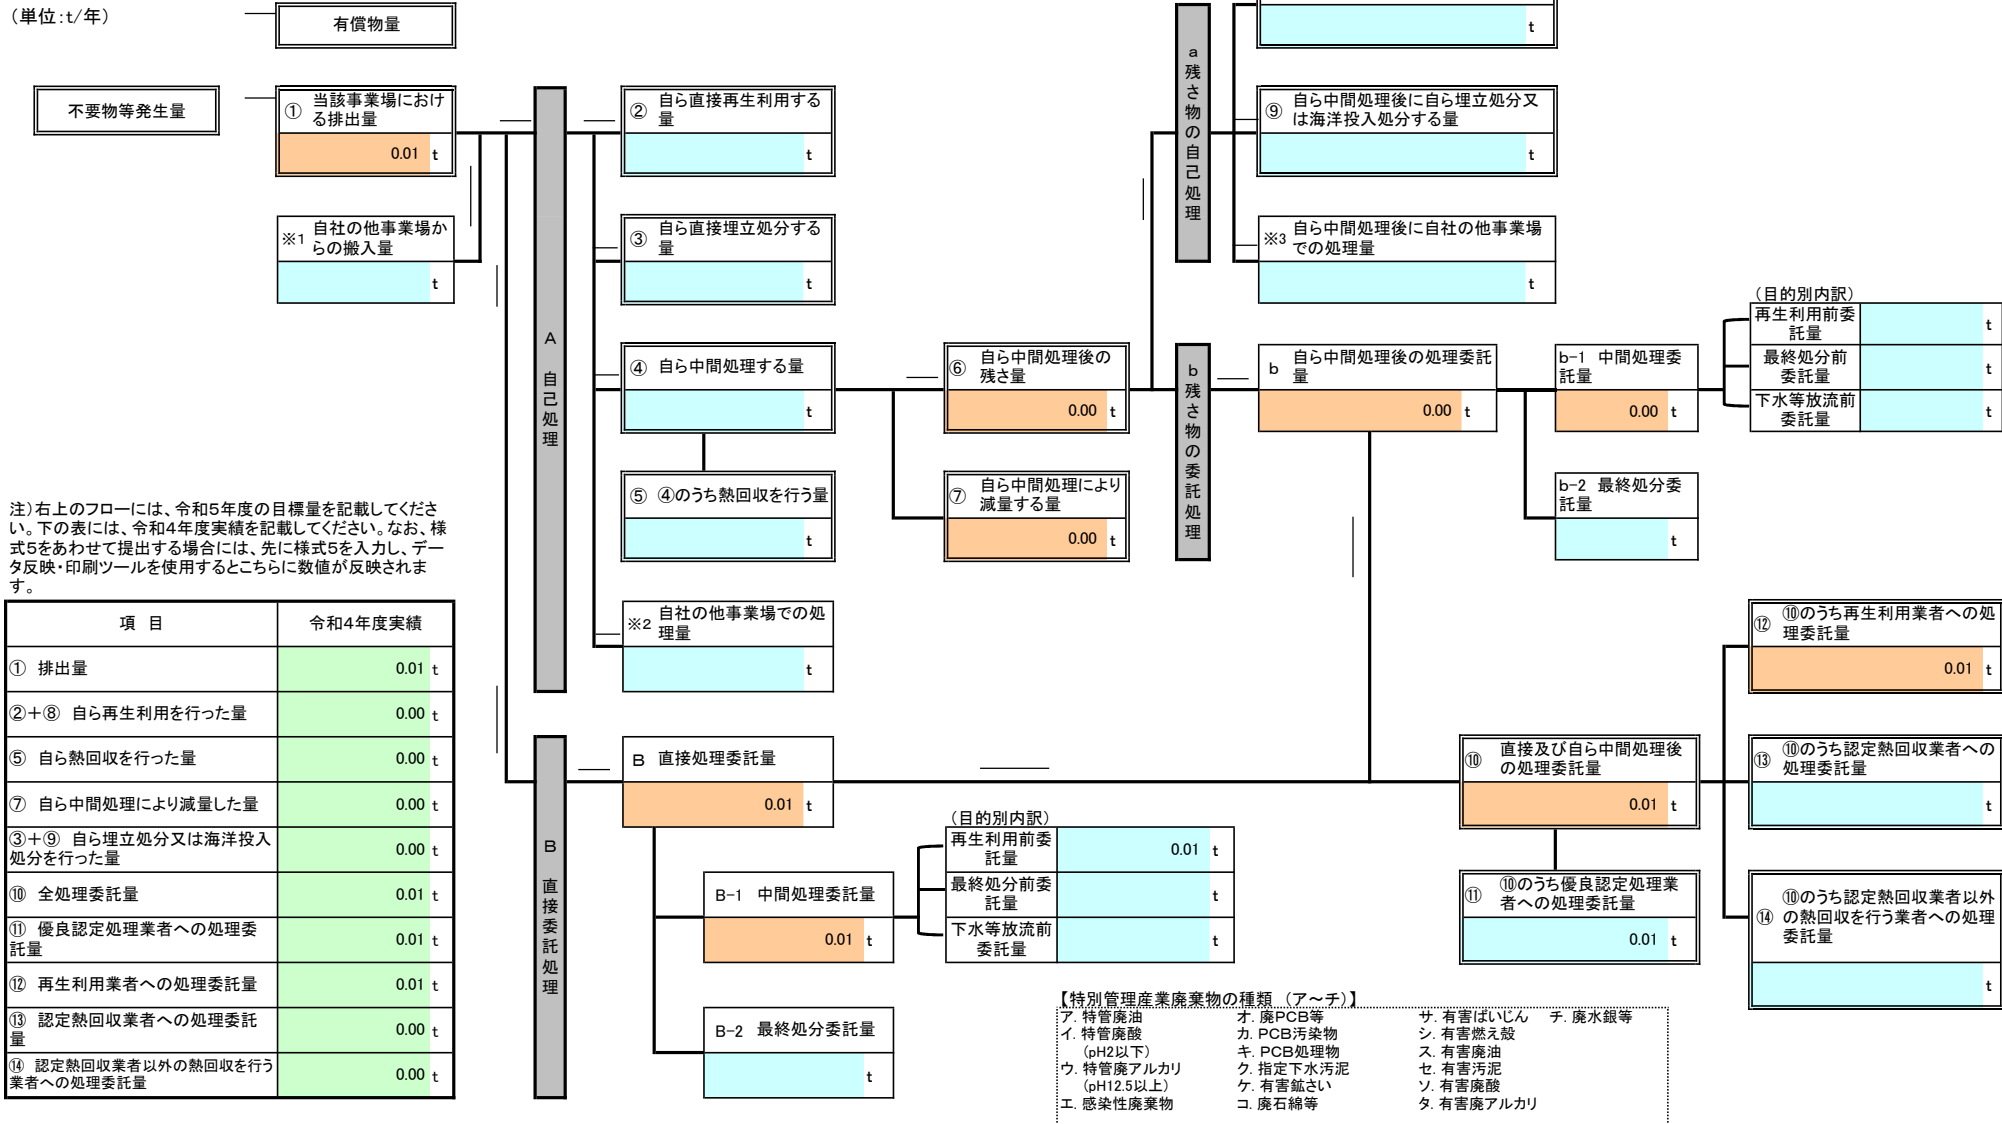 （単位：t/年）
有償物量
不要物等発生量
① 当該事業場におけ
る排出量
0.01 t
※1 自社の他事業場か
らの搬入量
t
A 自己処理
② 自ら直接再生利用する
量
t
③ 自ら直接埋立処分する
量
t
④ 自ら中間処理する量
t
⑤ ④のうち熱回収を行う量
t
※2 自社の他事業場での処
理量
t
⑥ 自ら中間処理後の
残さ量
0.00 t
⑦ 自ら中間処理により
減量する量
0.00 t
a 残さ物の自己処理
t
⑨ 自ら中間処理後に自ら埋立処分又
は海洋投入処分する量
t
※3 自ら中間処理後に自社の他事業場
での処理量
t
b 残さ物の委託処理
b 自ら中間処理後の処理委託
量
0.00 t
b-1 中間処理委
託量
0.00 t
（目的別内訳）
再生利用前委
託量
t
最終処分前
委託量
t
下水等放流前
委託量
t
b-2 最終処分委
託量
t
注）右上のフローには、令和5年度の目標量を記載してくださ
い。下の表には、令和4年度実績を記載してください。なお、様
式5をあわせて提出する場合には、先に様式5を入力し、デー
タ反映・印刷ツールを使用するとこちらに数値が反映されま
す。
項 目 令和4年度実績
① 排出量 0.01 t
②＋⑧ 自ら再生利用を行った量 0.00 t
⑤ 自ら熱回収を行った量 0.00 t
⑦ 自ら中間処理により減量した量 0.00 t
③＋⑨ 自ら埋立処分又は海洋投入
処分を行った量 0.00 t
⑩ 全処理委託量 0.01 t
⑪ 優良認定処理業者への処理委
託量 0.01 t
⑫ 再生利用業者への処理委託量 0.01 t
⑬ 認定熱回収業者への処理委託
量 0.00 t
⑭ 認定熱回収業者以外の熱回収を行う
業者への処理委託量 0.00 t
B 直接委託処理
B 直接処理委託量
0.01 t
B-1 中間処理委託量
0.01 t
（目的別内訳）
再生利用前委
託量
0.01 t
最終処分前委
託量
t
下水等放流前
委託量
t
B-2 最終処分委託量
t
⑩ 直接及び自ら中間処理後
の処理委託量
0.01 t
⑪ ⑩のうち優良認定処理業
者への処理委託量
0.01 t
⑫ ⑩のうち再生利用業者への処
理委託量
0.01 t
⑬ ⑩のうち認定熱回収業者への
処理委託量
t
⑭ ⑩のうち認定熱回収業者以外
の熱回収を行う業者への処理
委託量
t
【特別管理産業廃棄物の種類 （ア～チ）】
ア. 特管廃油 オ. 廃PCB等 サ. 有害ばいじん チ. 廃水銀等
イ. 特管廃酸 カ. PCB汚染物 シ. 有害燃え殻
（pH2以下） キ. PCB処理物 ス. 有害廃油
ウ. 特管廃アルカリ ク. 指定下水汚泥 セ. 有害汚泥
（pH12.5以上） ケ. 有害鉱さい ソ. 有害廃酸
エ. 感染性廃棄物 コ. 廃石綿等 タ. 有害廃アルカリ